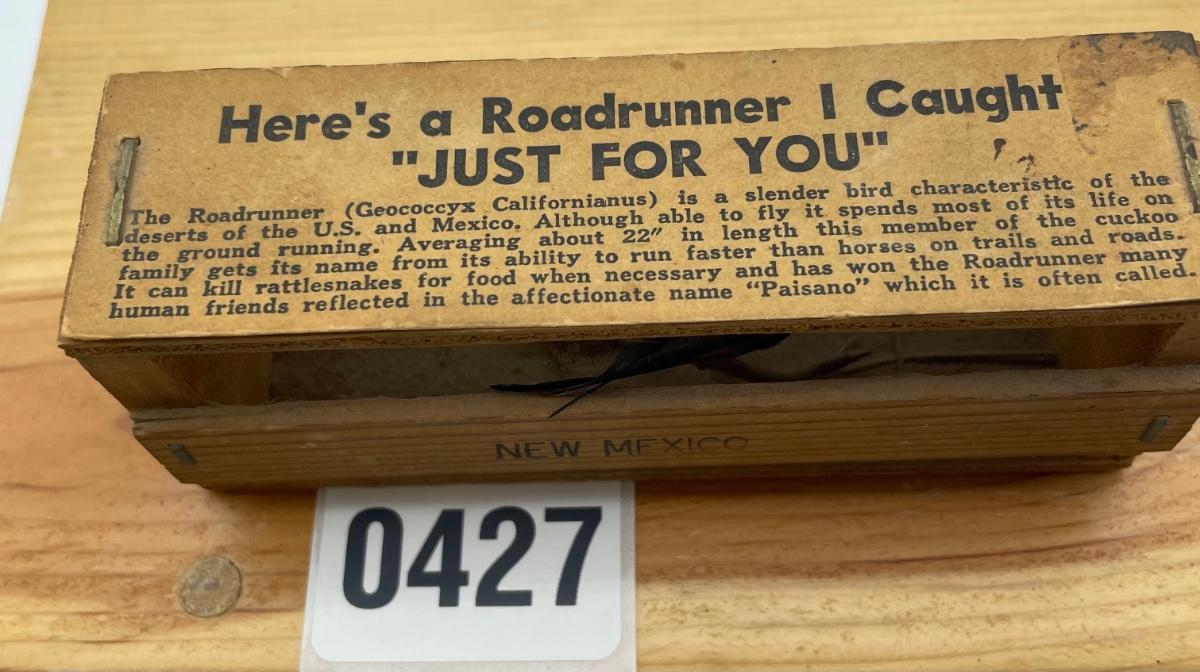 Here's a Roadrunner I Caught
"JUST FOR YOU"
The Roadrunner (Geococcyx Californianus) is a slender bird characteristic of the
deserts of the U.S. and Mexico. Although able to fly it spends most of its life on
the ground running. Averaging about 22" in length this member of the cuckoo
family gets its name from its ability to run faster than horses on trails and roads.
It can kill rattlesnakes for food when necessary and has won the Roadrunner many
human friends reflected in the affectionate name “Paisano” which it is often called.
NEW MEXICO
0427